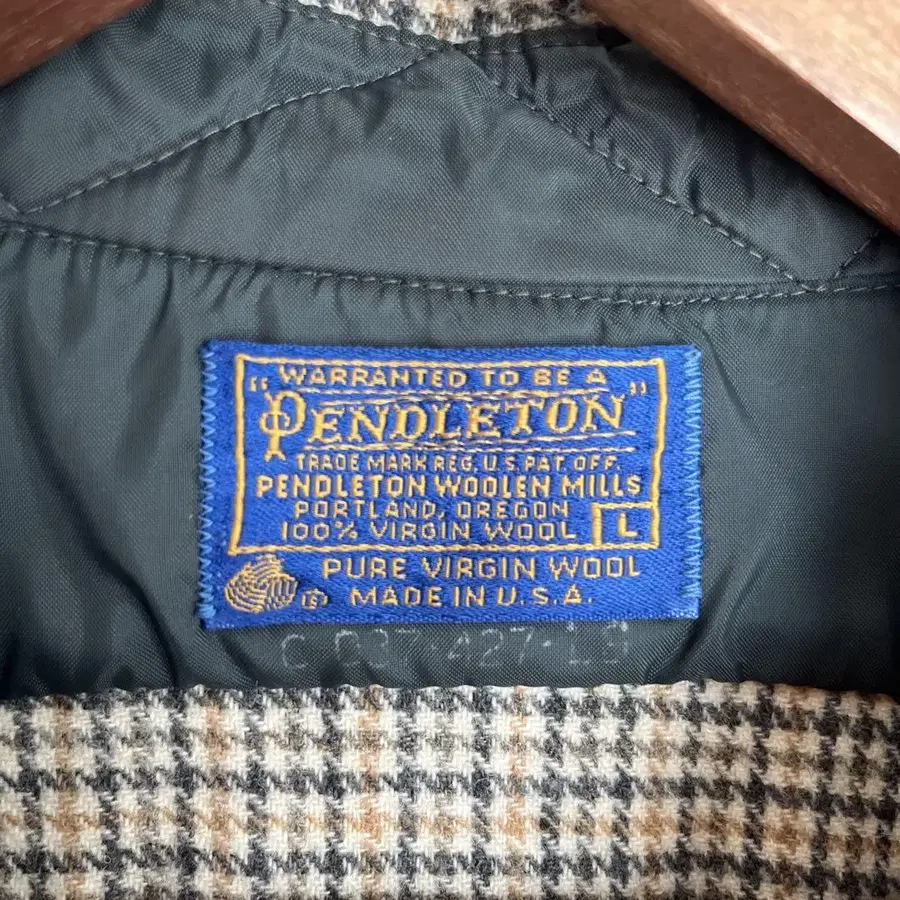 WARRANTED TO BE A
"PENDLETON"
TRADE MARK REG. U.S. PAT. OFF.
PENDLETON WOOLEN MILLS
PORTLAND, OREGON
100% VIRGIN WOOL L
PURE VIRGIN WOOL
MADE IN U.S.A.